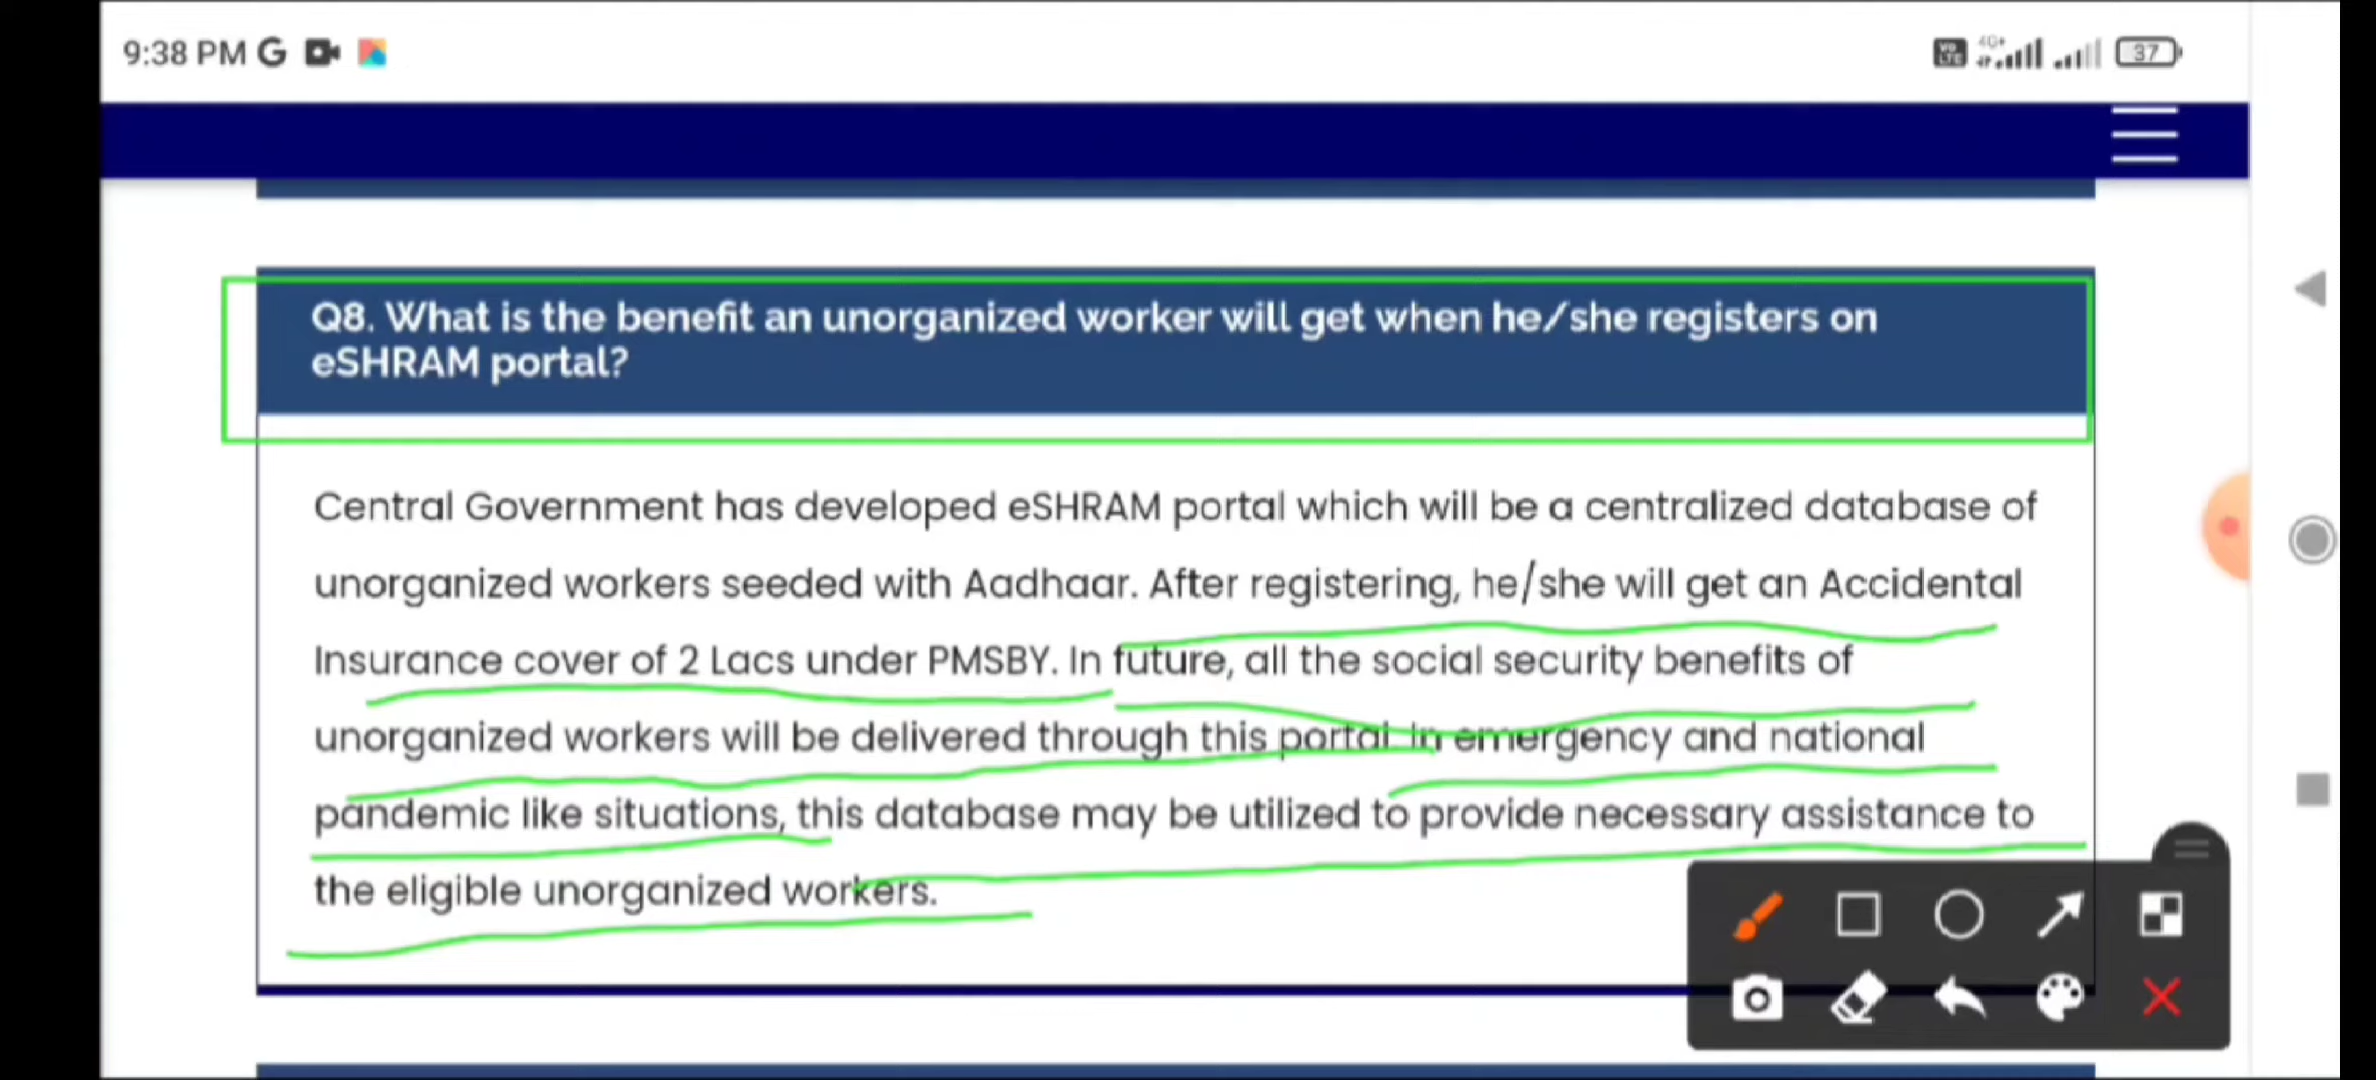 9:38 PM G
Vo LTE 4G+ 37
Q8. What is the benefit an unorganized worker will get when he/she registers on
eSHRAM portal?
Central Government has developed eSHRAM portal which will be a centralized database of
unorganized workers seeded with Aadhaar. After registering, he/she will get an Accidental
Insurance cover of 2 Lacs under PMSBY. In future, all the social security benefits of
unorganized workers will be delivered through this portal. In emergency and national
pandemic like situations, this database may be utilized to provide necessary assistance to
the eligible unorganized workers.